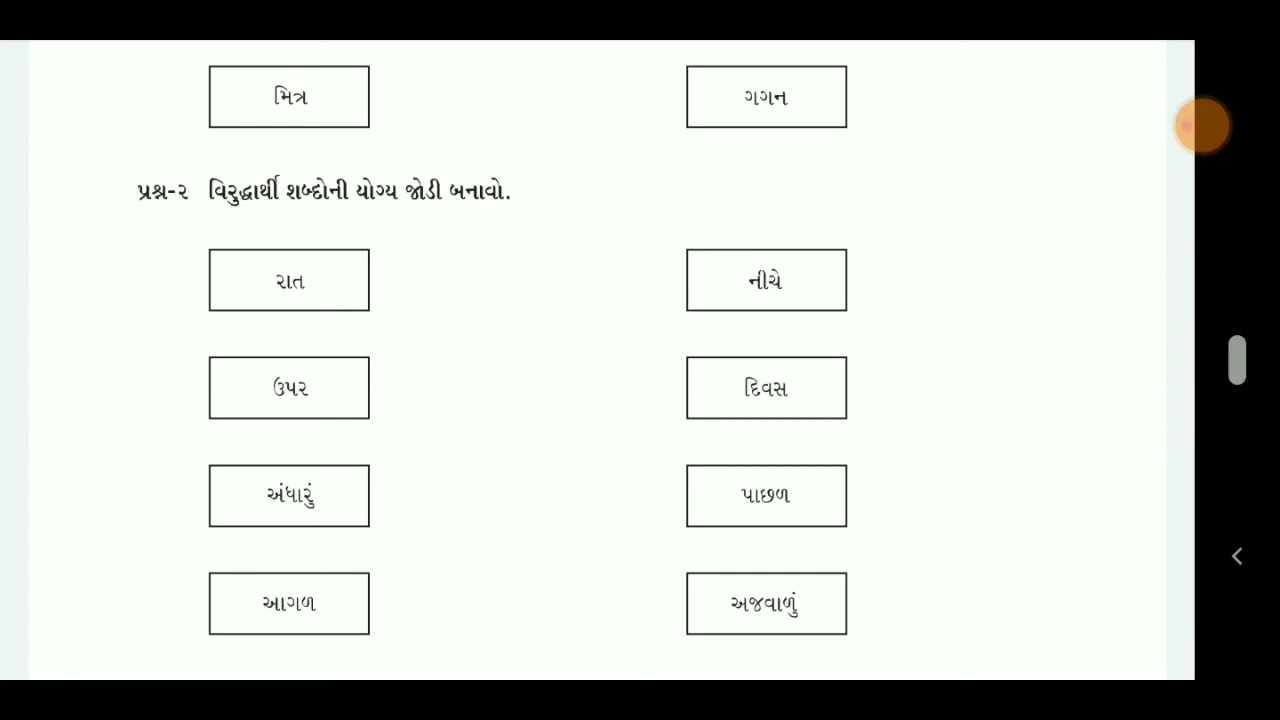 મિત્ર ગગન
પ્રશ્ન-૨ વિરુદ્ધાર્થી શબ્દોની યોગ્ય જોડી બનાવો.
રાત નીચે
ઉપર દિવસ
અંધારું પાછળ
આગળ અજવાળું